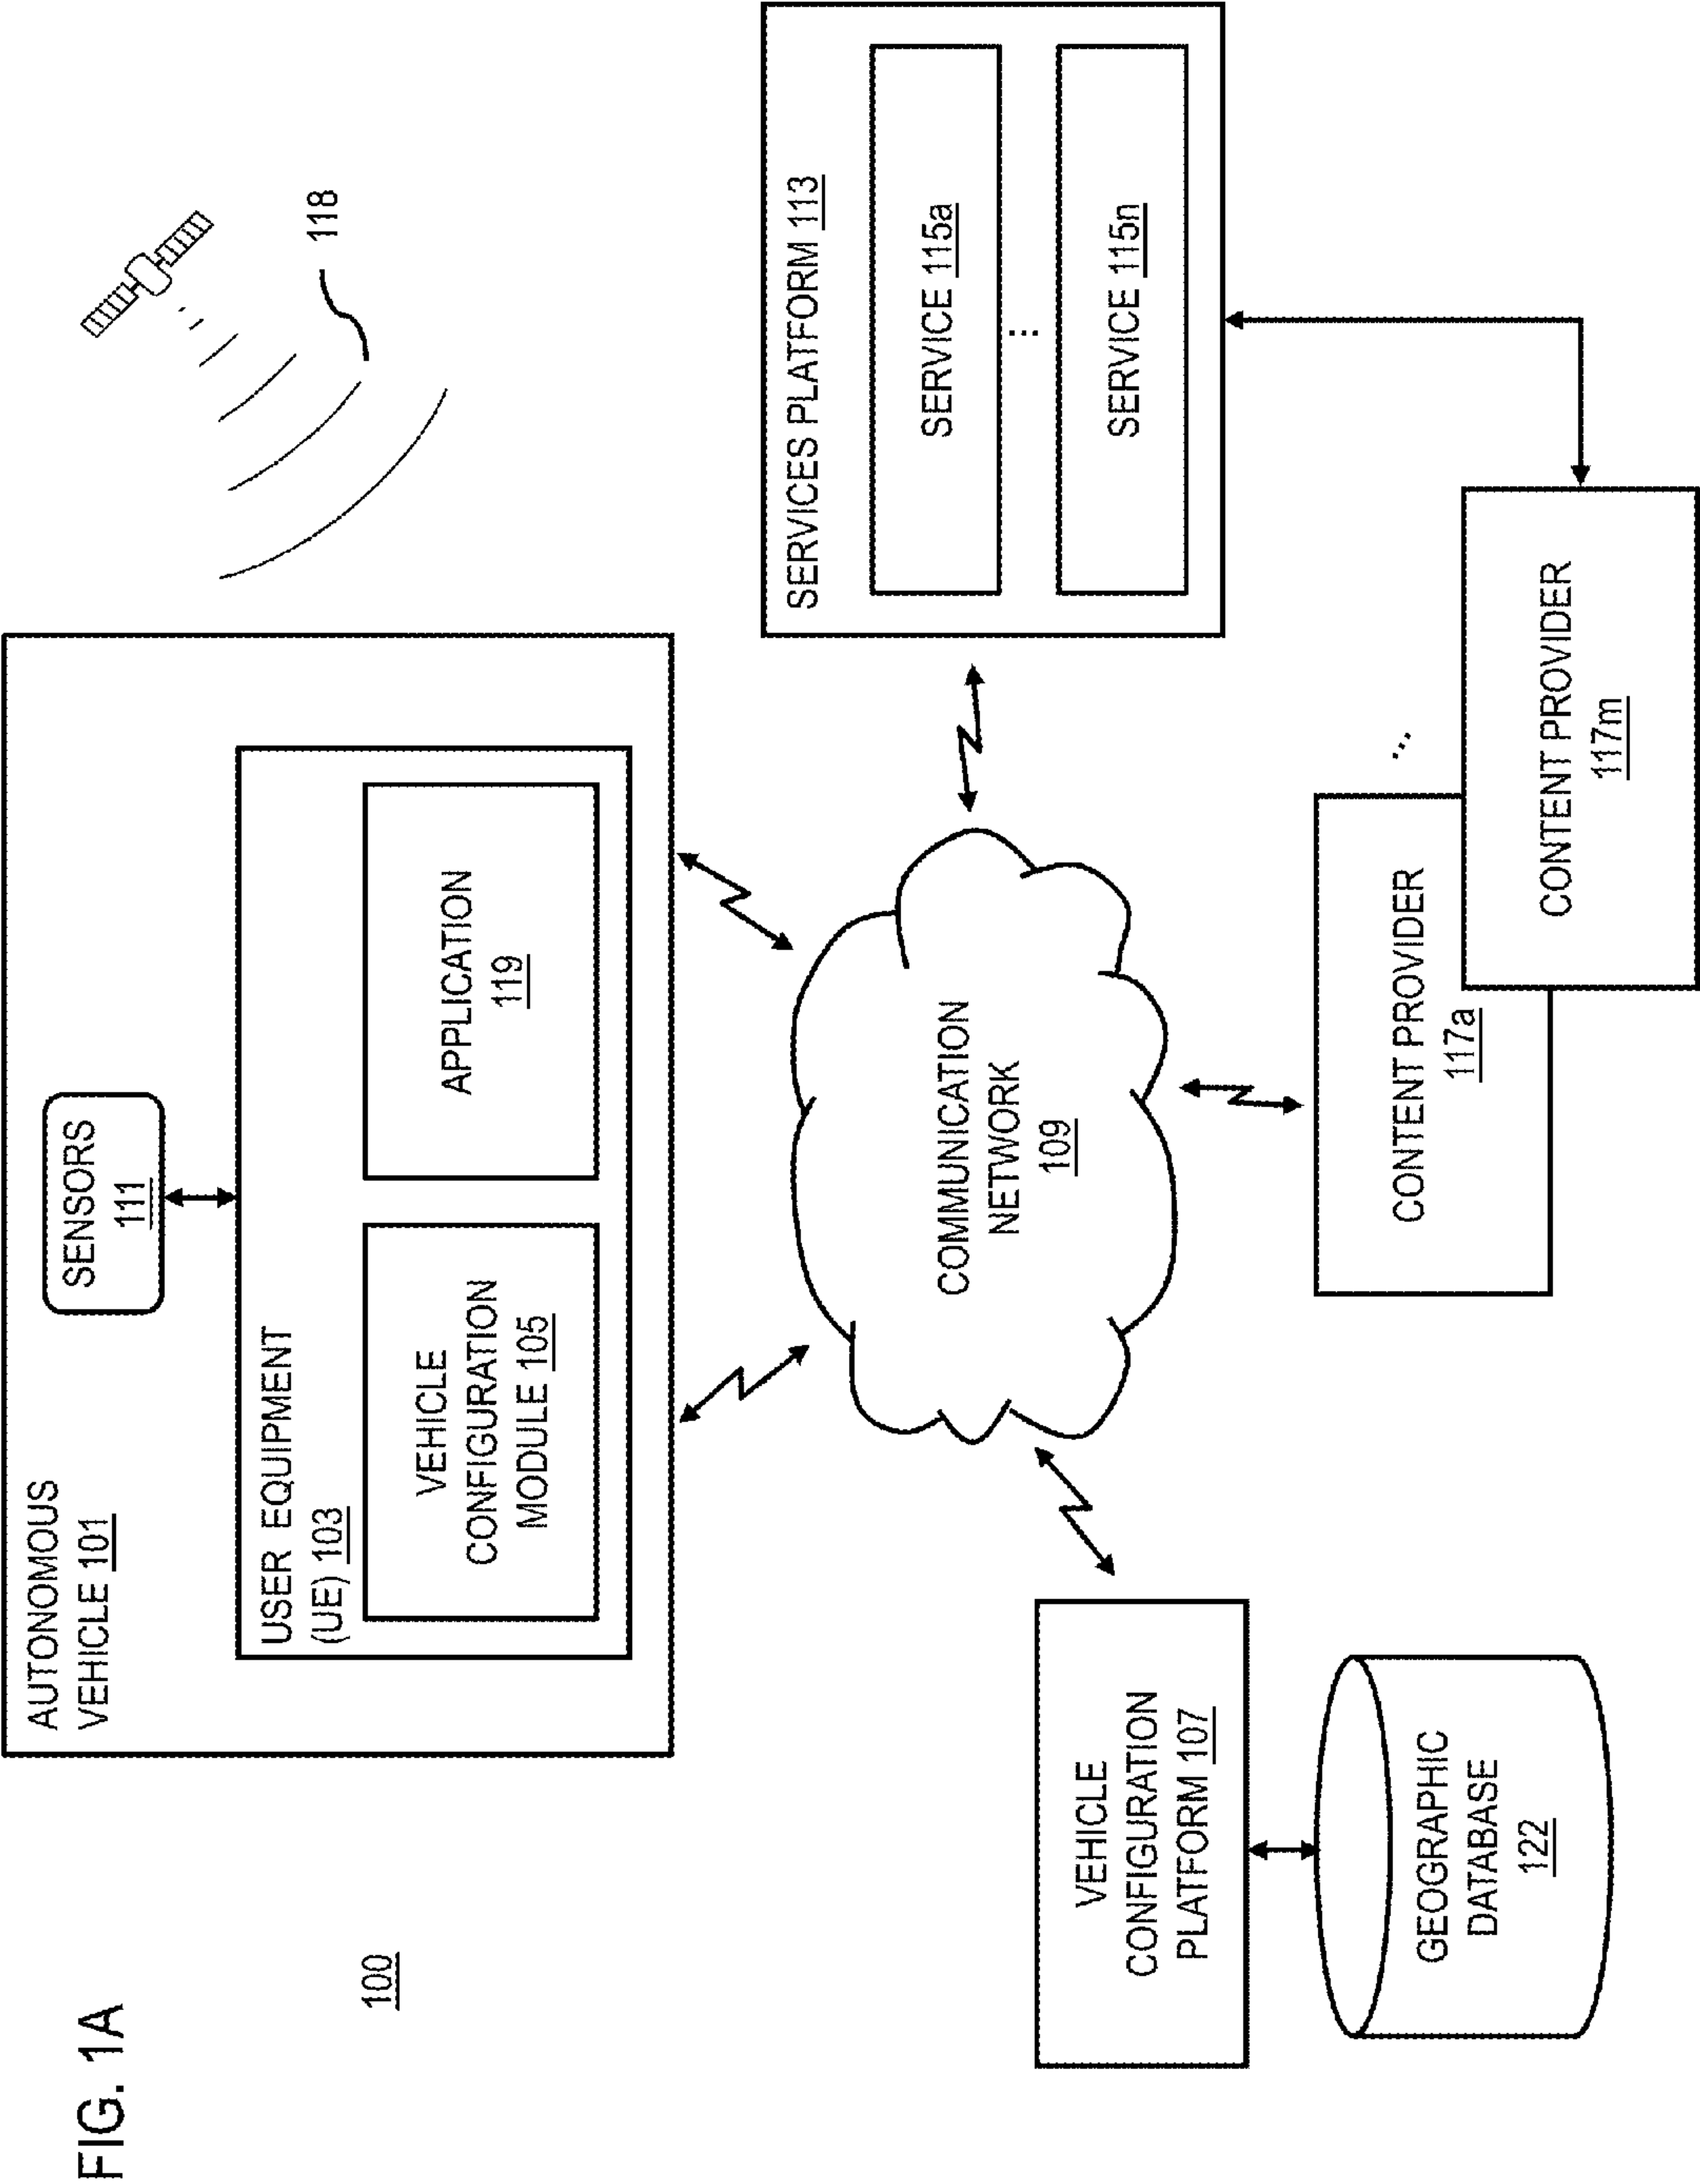 FIG. 1A
100
AUTONOMOUS
VEHICLE 101
SENSORS
111
USER EQUIPMENT
(UE) 103
VEHICLE
CONFIGURATION
MODULE 105
APPLICATION
119
118
COMMUNICATION
NETWORK
109
SERVICES PLATFORM 113
SERVICE 115a
...
SERVICE 115n
VEHICLE
CONFIGURATION
PLATFORM 107
GEOGRAPHIC
DATABASE
122
CONTENT PROVIDER
117a
...
CONTENT PROVIDER
117m